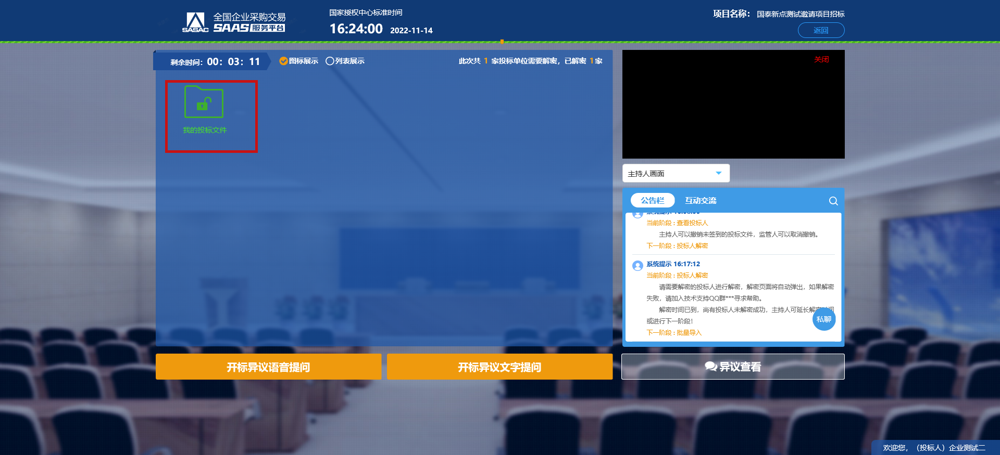 SASAC
全国企业采购交易
SAAS服务平台
国家授权中心标准时间
16:24:00 2022-11-14
项目名称： 国泰新点测试邀请项目招标
返回
剩余时间：00：03：11
图标展示
列表展示
此次共 1 家投标单位需要解密，已解密 1家
我的投标文件
关闭
主持人画面
公告栏
互动交流
当前阶段 : 查看投标人
主持人可以撤销未签到的投标文件，监管人可以取消撤销。
下一阶段 : 投标人解密
系统提示 16:17:12
当前阶段 : 投标人解密
请需要解密的投标人进行解密，解密页面将自动弹出，如果解密
失败，请加入技术支持QQ群***寻求帮助。
解密时间已到，尚有投标人未解密成功，主持人可延长解密时间
或进行下一阶段！
下一阶段 : 批量导入
私聊
开标异议语音提问
开标异议文字提问
异议查看
欢迎您，（投标人）企业测试二